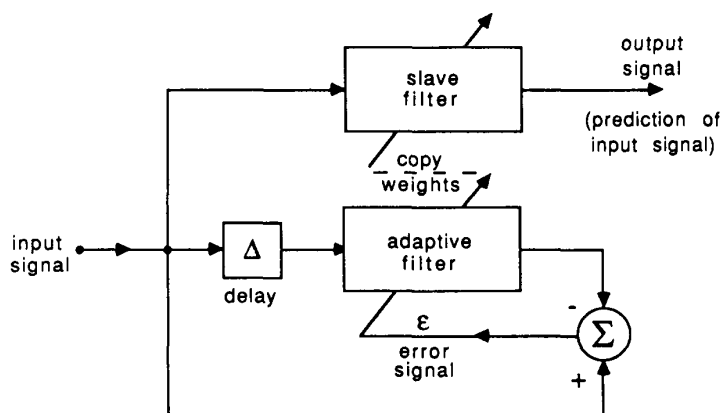 slave
filter
output
signal
(prediction of
input signal)
copy
weights
input
signal
Δ
delay
adaptive
filter
ε
error
signal
-
Σ
+